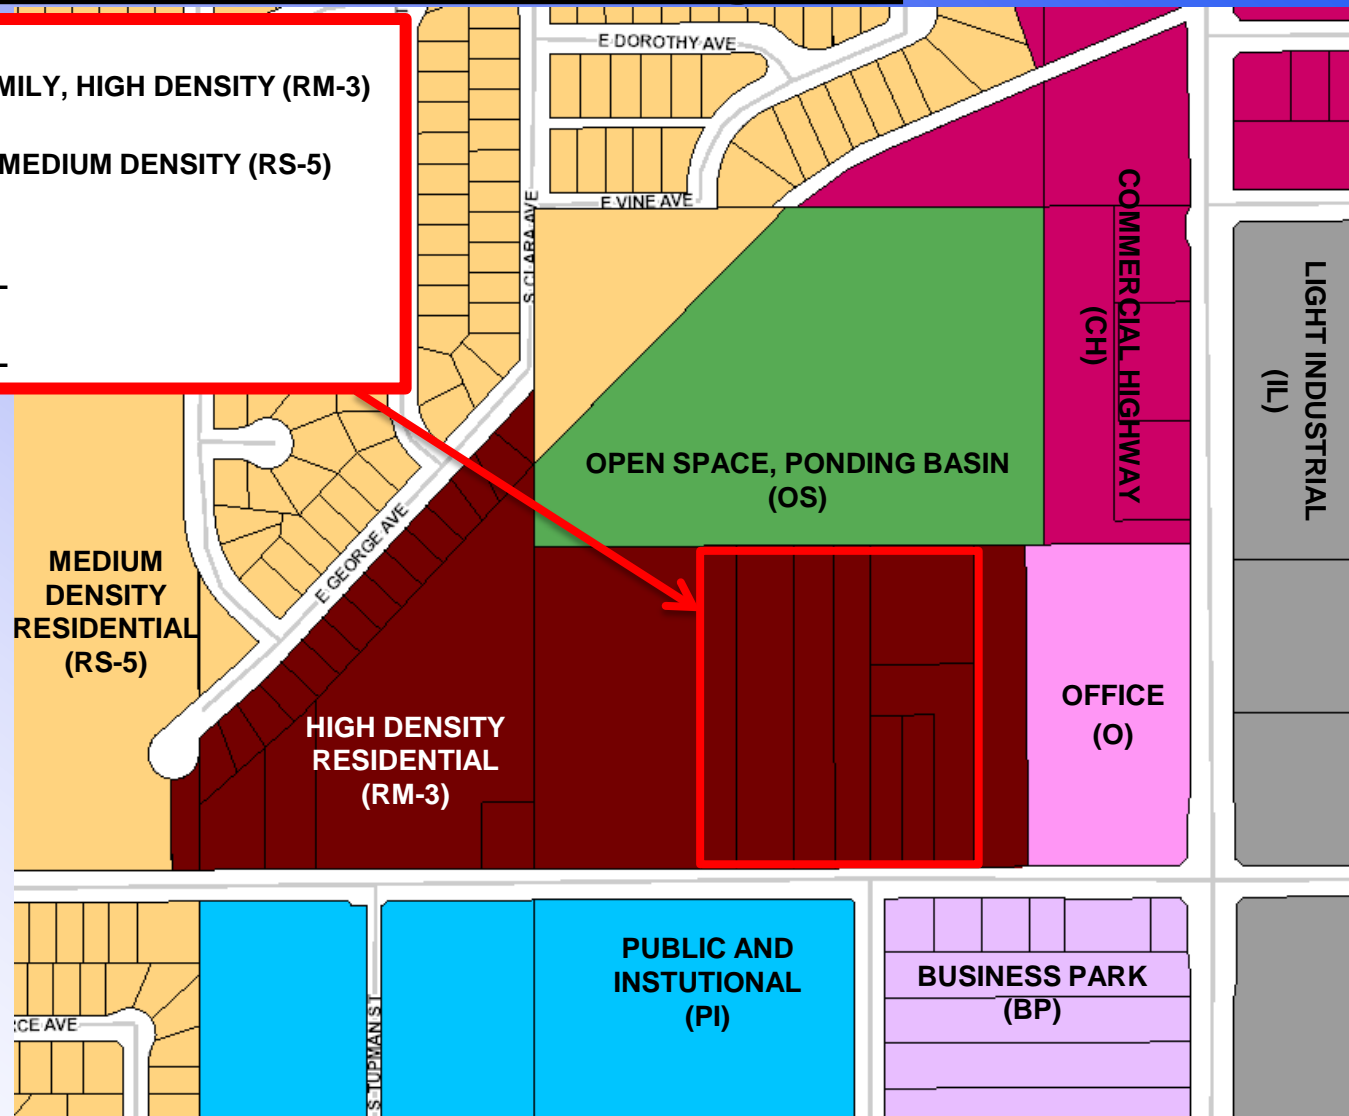 E DOROTHY AVE
MILY, HIGH DENSITY (RM-3)
MEDIUM DENSITY (RS-5)
E VINE AVE
S CLARA AVE
COMMERCIAL HIGHWAY
(CH)
LIGHT INDUSTRIAL
(IL)
OPEN SPACE, PONDING BASIN
(OS)
E GEORGE AVE
MEDIUM
DENSITY
RESIDENTIAL
(RS-5)
HIGH DENSITY
RESIDENTIAL
(RM-3)
OFFICE
(O)
PUBLIC AND
INSTUTIONAL
(PI)
BUSINESS PARK
(BP)
RCE AVE
S TUPMAN ST